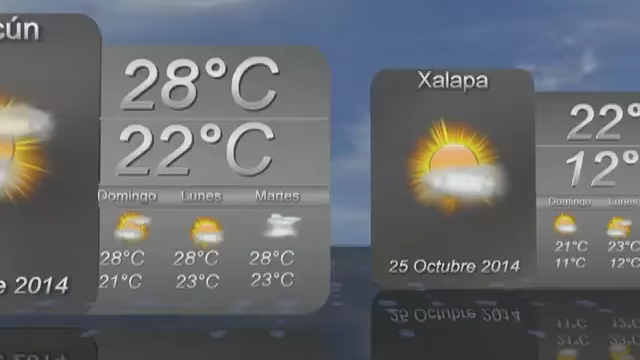 cún
28°C
22°C
Domingo Lunes Martes
28°C 28°C 28°C
21°C 23°C 23°C
e 2014
Xalapa
22°
12°
Domingo Lunes
21°C 23°C
11°C 12°C
25 Octubre 2014